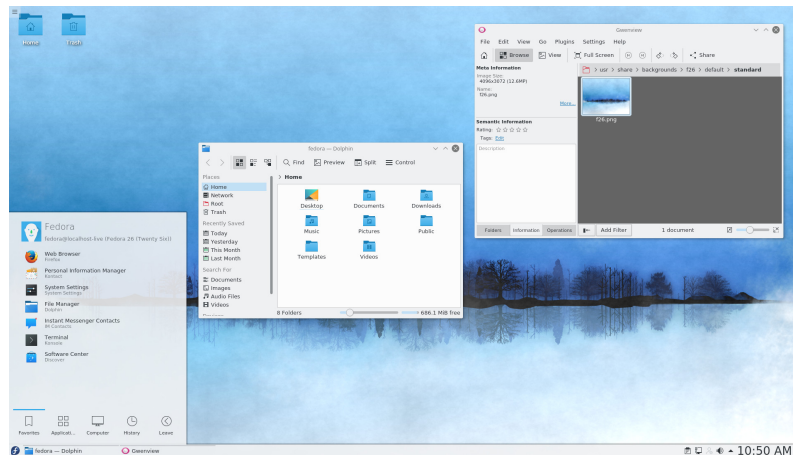 Home
Trash
Gwenview
File Edit View Go Plugins Settings Help
Browse View Full Screen Share
Meta Information
Image Size:
4096x3072 (12.6MP)
Name:
f26.png
More...
> usr > share > backgrounds > f26 > default > standard
f26.png
Semantic Information
Rating:
Tags: Edit
Description
Folders Information Operations
Add Filter
1 document
fedora — Dolphin
Find Preview Split Control
Places
Home
Network
Root
Trash
Recently Saved
Today
Yesterday
This Month
Last Month
Search For
Documents
Images
Audio Files
Videos
> Home
Desktop Documents Downloads
Music Pictures Public
Templates Videos
8 Folders
686.1 MiB free
Fedora
fedora@localhost-live (Fedora 26 (Twenty Six))
Web Browser
Firefox
Personal Information Manager
Kontact
System Settings
System Settings
File Manager
Dolphin
Instant Messenger Contacts
IM Contacts
Terminal
Konsole
Software Center
Discover
Favorites Applicati... Computer History Leave
fedora — Dolphin
Gwenview
10:50 AM